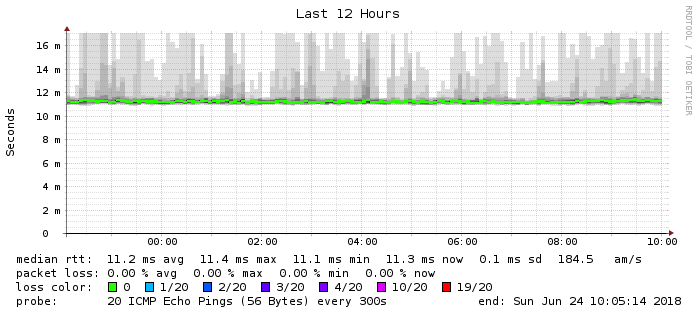 Last 12 Hours
RRDTOOL / TOBI OETIKER
Seconds
16 m
14 m
12 m
10 m
8 m
6 m
4 m
2 m
0
00:00 02:00 04:00 06:00 08:00 10:00
median rtt: 11.2 ms avg 11.4 ms max 11.1 ms min 11.3 ms now 0.1 ms sd 184.5 am/s
packet loss: 0.00 % avg 0.00 % max 0.00 % min 0.00 % now
loss color: 0 1/20 2/20 3/20 4/20 10/20 19/20
probe: 20 ICMP Echo Pings (56 Bytes) every 300s end: Sun Jun 24 10:05:14 2018